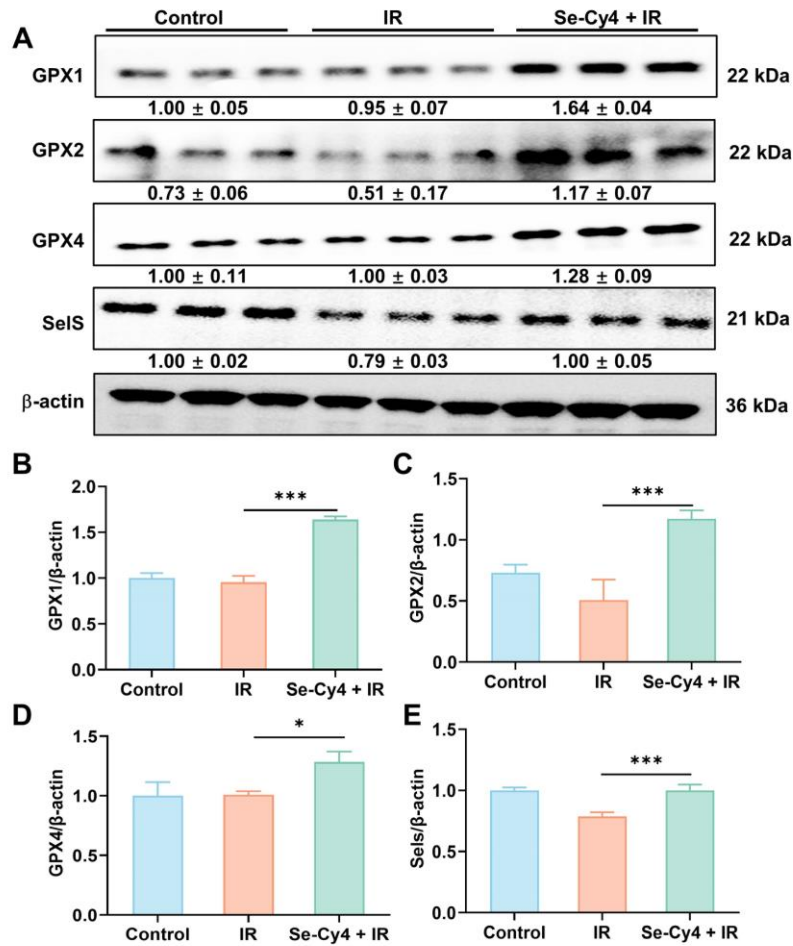 Control IR Se-Cy4 + IR
A
GPX1 22 kDa
1.00 ± 0.05 0.95 ± 0.07 1.64 ± 0.04
GPX2 22 kDa
0.73 ± 0.06 0.51 ± 0.17 1.17 ± 0.07
GPX4 22 kDa
1.00 ± 0.11 1.00 ± 0.03 1.28 ± 0.09
SelS 21 kDa
1.00 ± 0.02 0.79 ± 0.03 1.00 ± 0.05
β-actin 36 kDa
B
GPX1/β-actin
2.0
1.5
1.0
0.5
0.0
***
Control IR Se-Cy4 + IR
C
GPX2/β-actin
1.5
1.0
0.5
0.0
***
Control IR Se-Cy4 + IR
D
GPX4/β-actin
1.5
1.0
0.5
0.0
*
Control IR Se-Cy4 + IR
E
Sels/β-actin
1.5
1.0
0.5
0.0
***
Control IR Se-Cy4 + IR